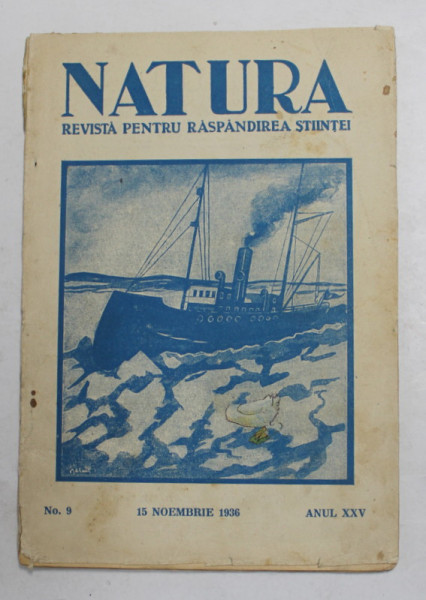 NATURA
REVISTĂ PENTRU RĂSPÂNDIREA ȘTIINȚEI
No. 9 15 NOEMBRIE 1936 ANUL XXV